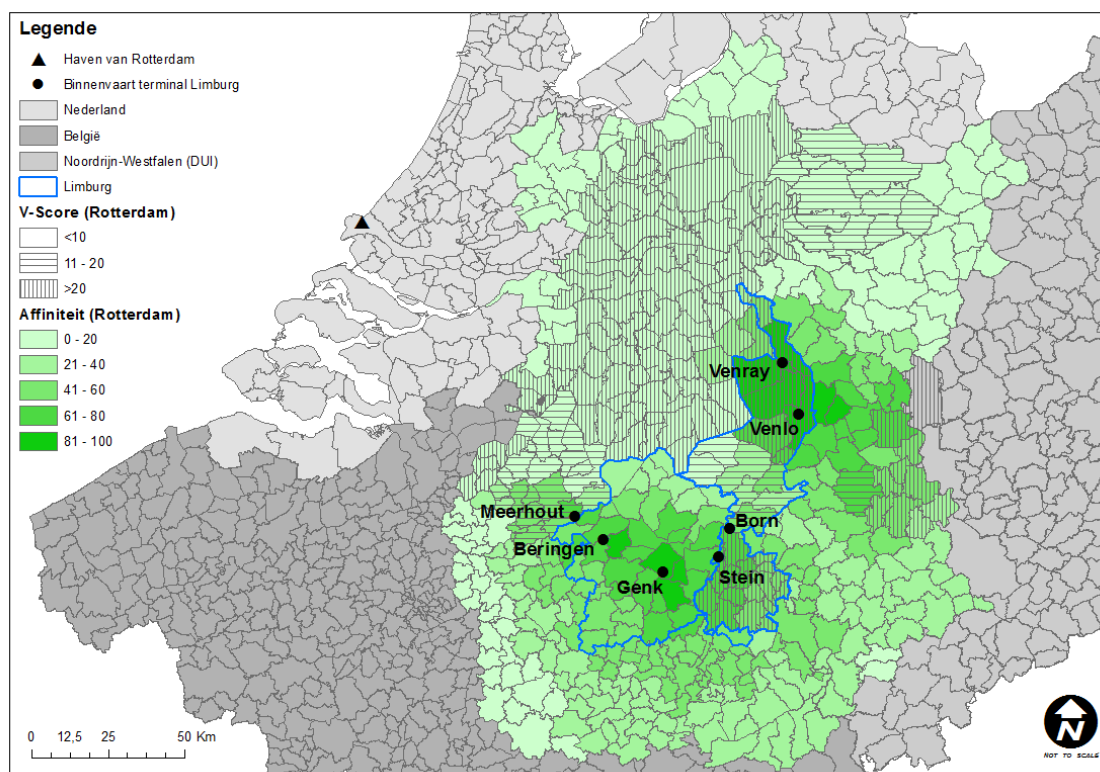 Legende
Haven van Rotterdam
Binnenvaart terminal Limburg
Nederland
België
Noordrijn-Westfalen (DUI)
Limburg
V-Score (Rotterdam)
<10
11 - 20
>20
Affiniteit (Rotterdam)
0 - 20
21 - 40
41 - 60
61 - 80
81 - 100
Venray
Venlo
Meerhout
Born
Beringen
Stein
Genk
0 12,5 25 50 Km
N
NOT TO SCALE